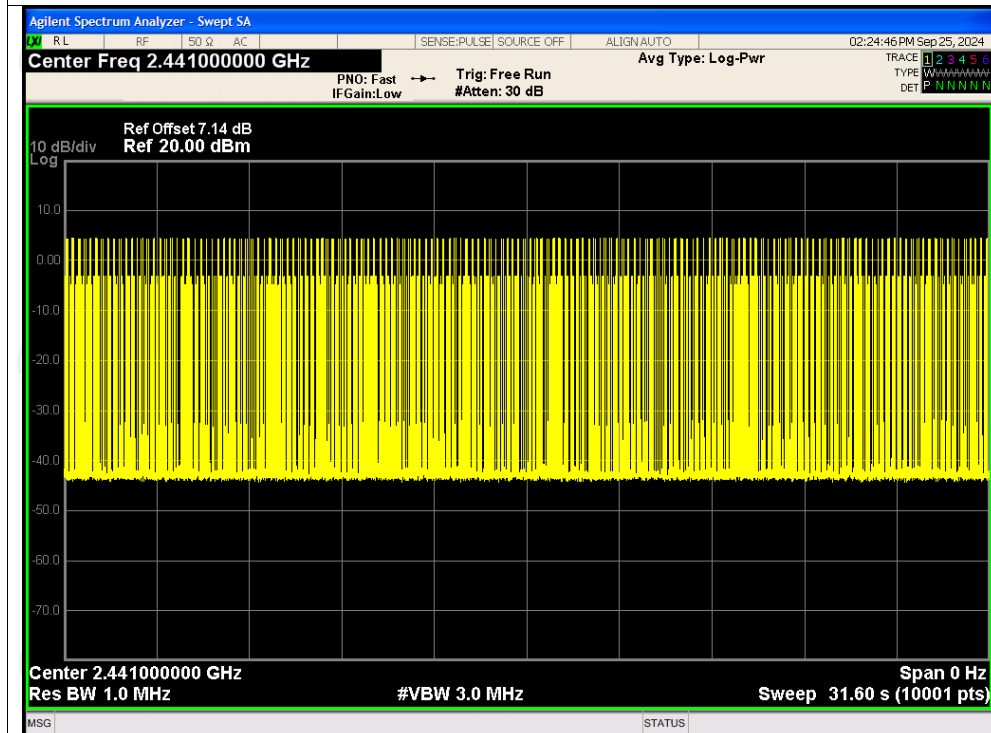 Agilent Spectrum Analyzer - Swept SA
LXI RL RF 50 Ω AC SENSE:PULSE SOURCE OFF ALIGN AUTO 02:24:46 PM Sep 25, 2024
Center Freq 2.441000000 GHz Avg Type: Log-Pwr TRACE 1 2 3 4 5 6
PNO: Fast Trig: Free Run TYPE WWWWWW
IFGain:Low #Atten: 30 dB DET P N N N N N
Ref Offset 7.14 dB
10 dB/div Ref 20.00 dBm
Log
10.0
0.00
-10.0
-20.0
-30.0
-40.0
-50.0
-60.0
-70.0
Center 2.441000000 GHz Span 0 Hz
Res BW 1.0 MHz #VBW 3.0 MHz Sweep 31.60 s (10001 pts)
MSG STATUS